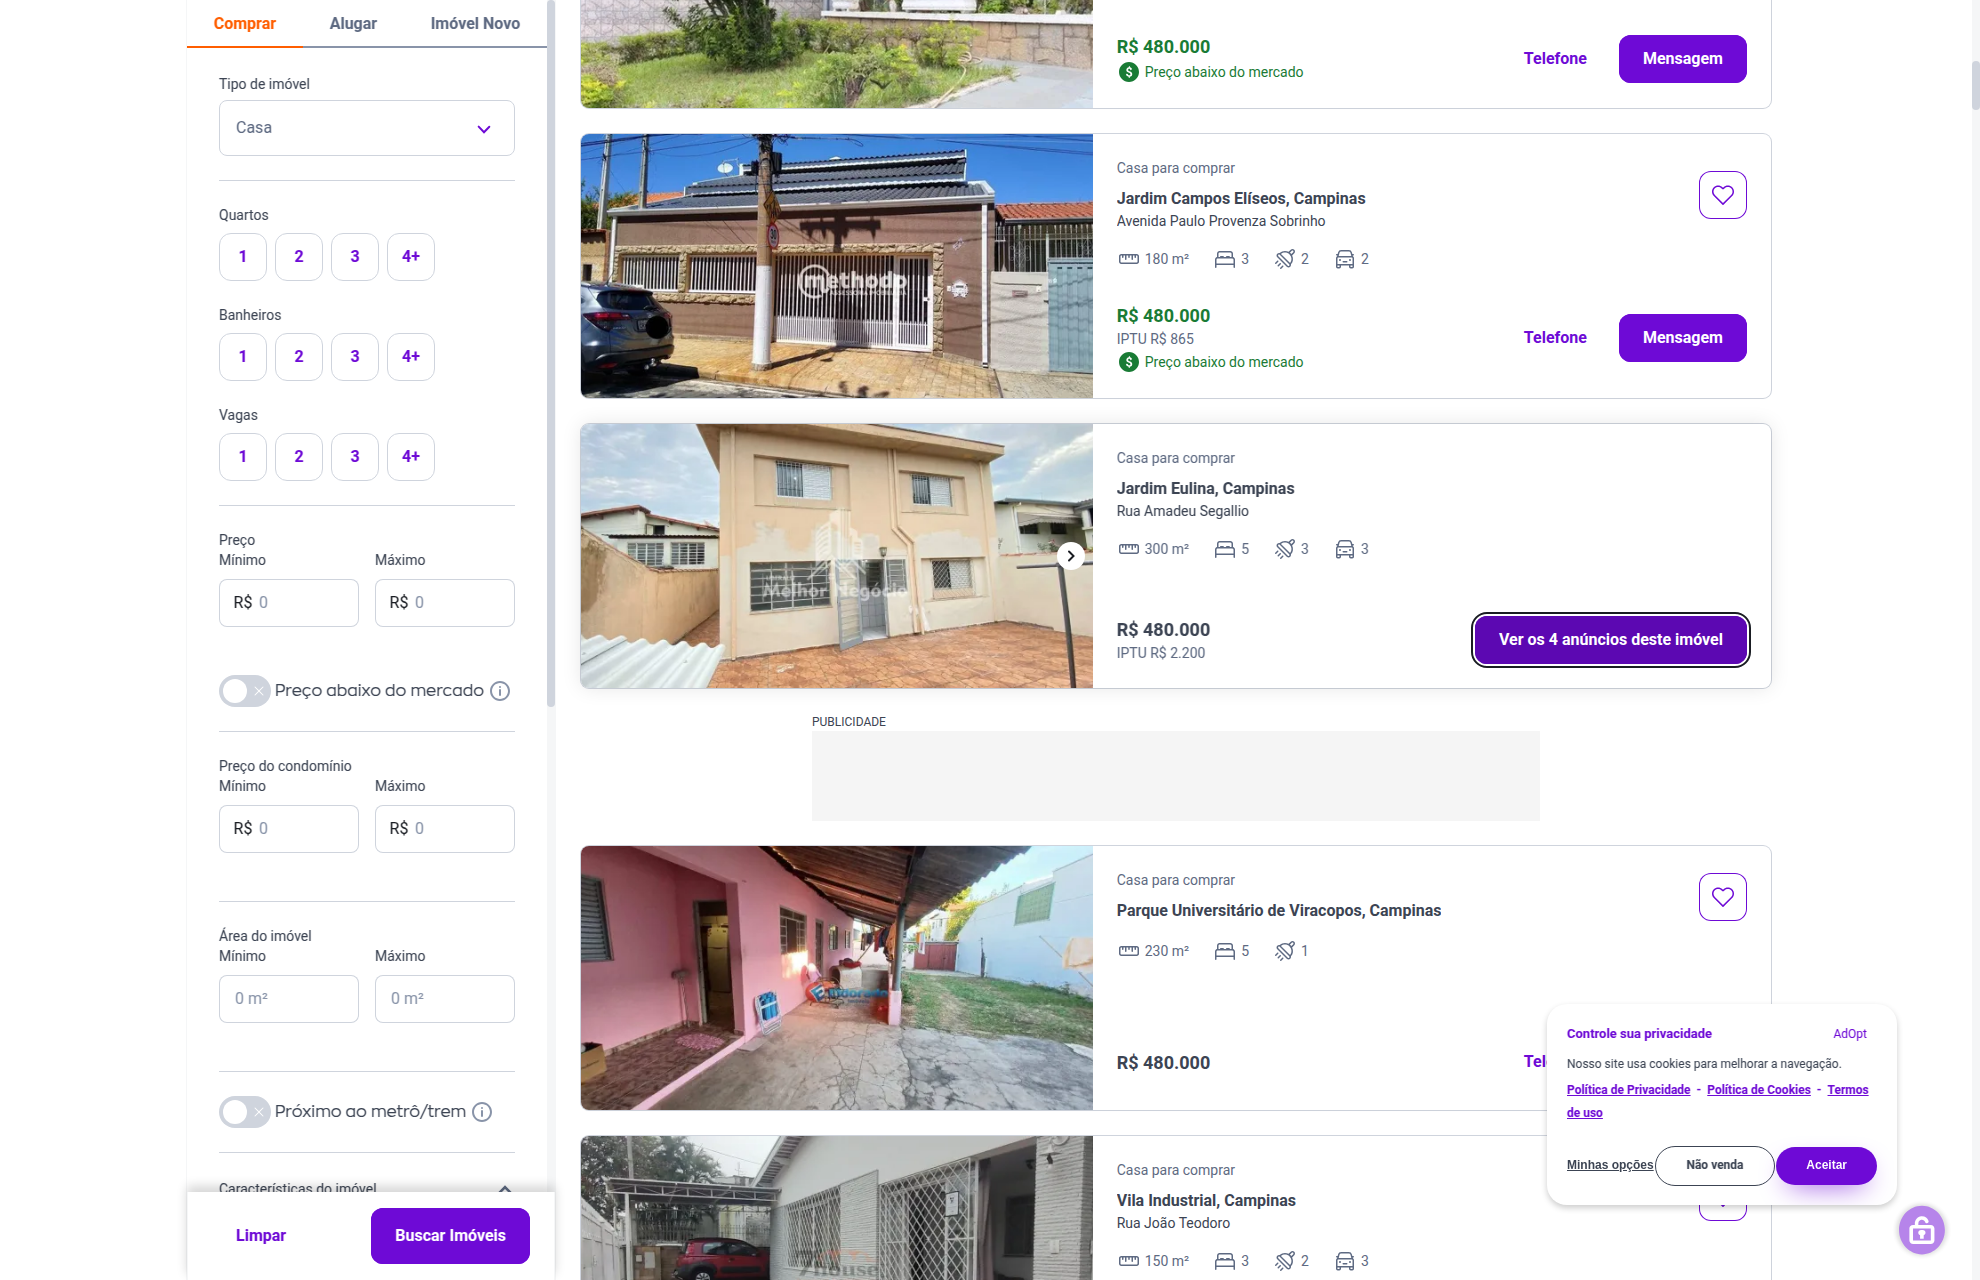 Comprar
Alugar
Imóvel Novo
Tipo de imóvel
Casa
Quartos
1
2
3
4+
Banheiros
1
2
3
4+
Vagas
1
2
3
4+
Preço
Mínimo
Máximo
R$ 0
R$ 0
Preço abaixo do mercado
Preço do condomínio
Mínimo
Máximo
R$ 0
R$ 0
Área do imóvel
Mínimo
Máximo
0 m²
0 m²
Próximo ao metrô/trem
Características do imóvel
Limpar
Buscar Imóveis
R$ 480.000
Preço abaixo do mercado
Telefone
Mensagem
methodo
Casa para comprar
Jardim Campos Elíseos, Campinas
Avenida Paulo Provenza Sobrinho
180 m²
3
2
2
R$ 480.000
IPTU R$ 865
Preço abaixo do mercado
Telefone
Mensagem
Melhor Negócio
Casa para comprar
Jardim Eulina, Campinas
Rua Amadeu Segallio
300 m²
5
3
3
R$ 480.000
IPTU R$ 2.200
Ver os 4 anúncios deste imóvel
PUBLICIDADE
Casa para comprar
Parque Universitário de Viracopos, Campinas
230 m²
5
1
R$ 480.000
Tel
7house
Casa para comprar
Vila Industrial, Campinas
Rua João Teodoro
150 m²
3
2
3
Controle sua privacidade
AdOpt
Nosso site usa cookies para melhorar a navegação.
Política de Privacidade - Política de Cookies - Termos
de uso
Minhas opções
Não venda
Aceitar